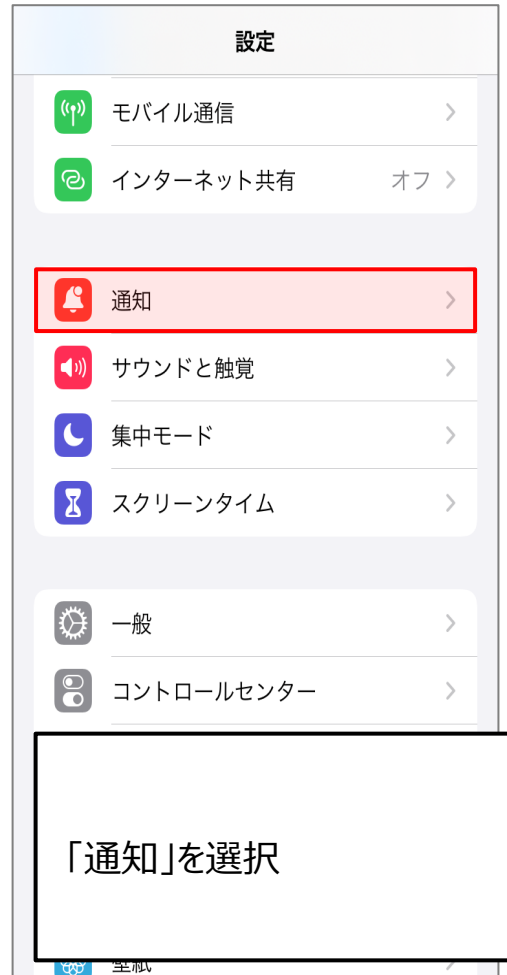 設定
モバイル通信
インターネット共有 オフ
通知
サウンドと触覚
集中モード
スクリーンタイム
一般
コントロールセンター
「通知」を選択
壁紙